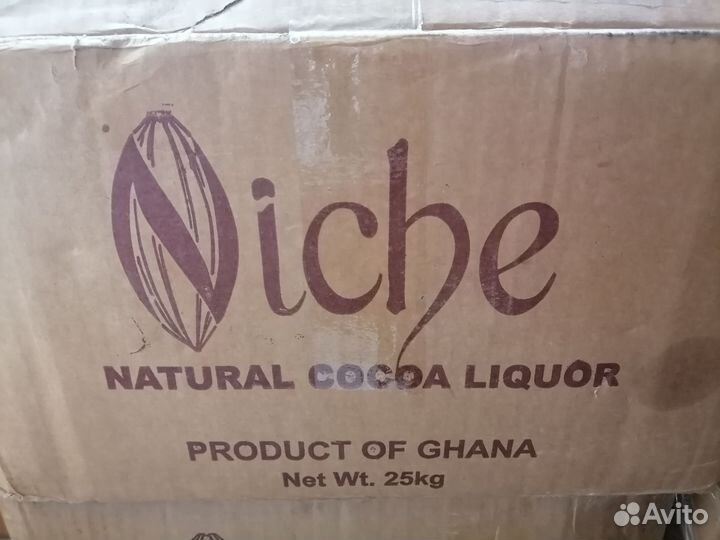 Niche
NATURAL COCOA LIQUOR
PRODUCT OF GHANA
Net Wt. 25kg
Avito